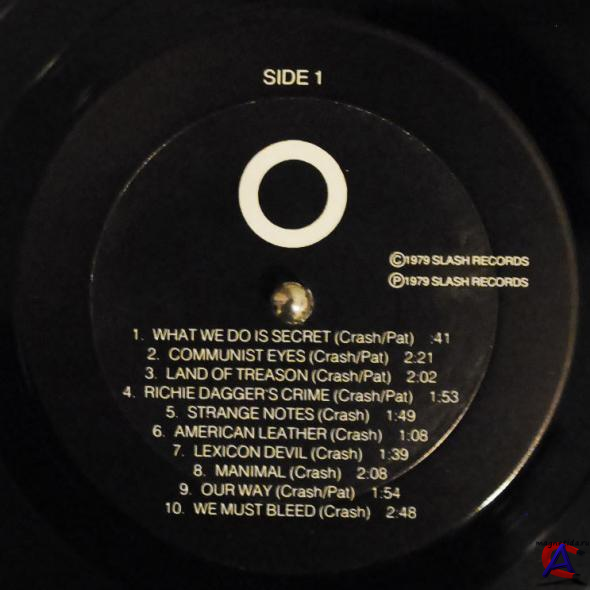 SIDE 1
Ⓒ1979 SLASH RECORDS
Ⓟ1979 SLASH RECORDS
1. WHAT WE DO IS SECRET (Crash/Pat) :41
2. COMMUNIST EYES (Crash/Pat) 2:21
3. LAND OF TREASON (Crash/Pat) 2:02
4. RICHIE DAGGER'S CRIME (Crash/Pat) 1:53
5. STRANGE NOTES (Crash) 1:49
6. AMERICAN LEATHER (Crash) 1:08
7. LEXICON DEVIL (Crash) 1:39
8. MANIMAL (Crash) 2:08
9. OUR WAY (Crash/Pat) 1:54
10. WE MUST BLEED (Crash) 2:48